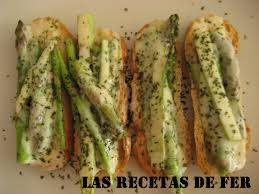 LAS RECETAS DE FER